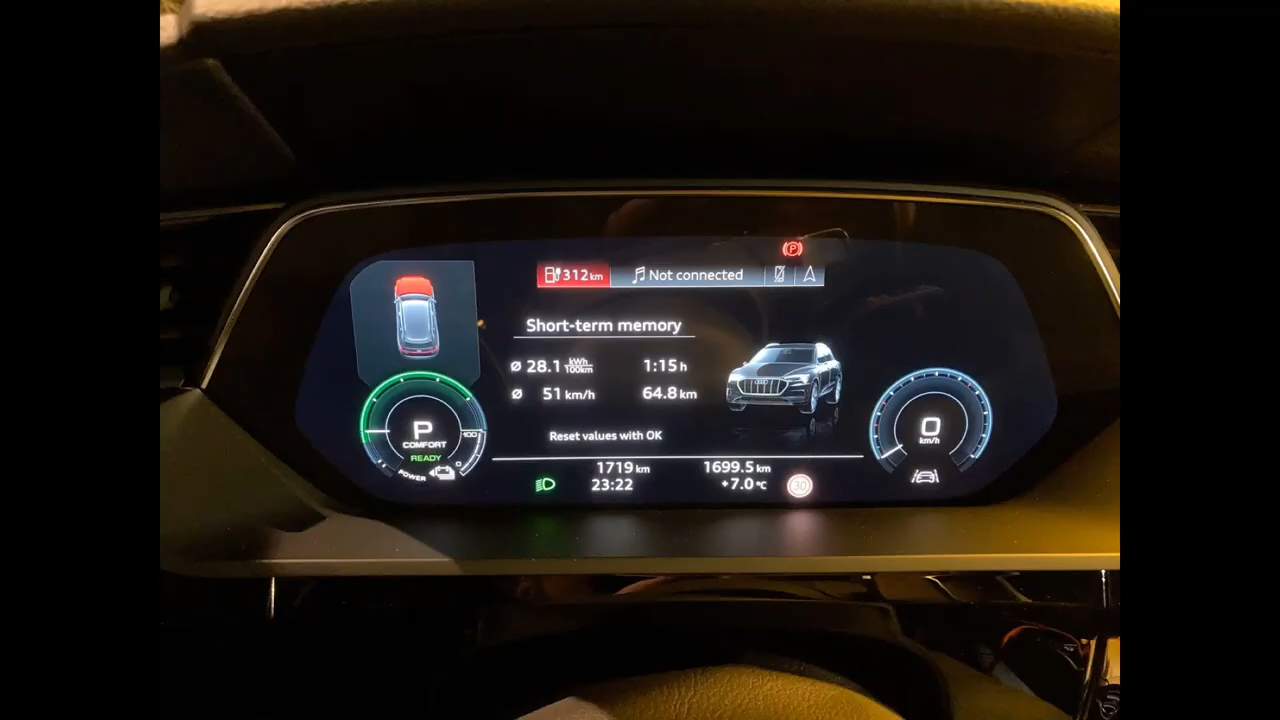 312 km Not connected
Short-term memory
Ø 28.1 kWh/100km 1:15 h
Ø 51 km/h 64.8 km
Reset values with OK
1719 km 1699.5 km
23:22 +7.0 °C 30
P
COMFORT
READY
POWER
100
0
0
km/h
P